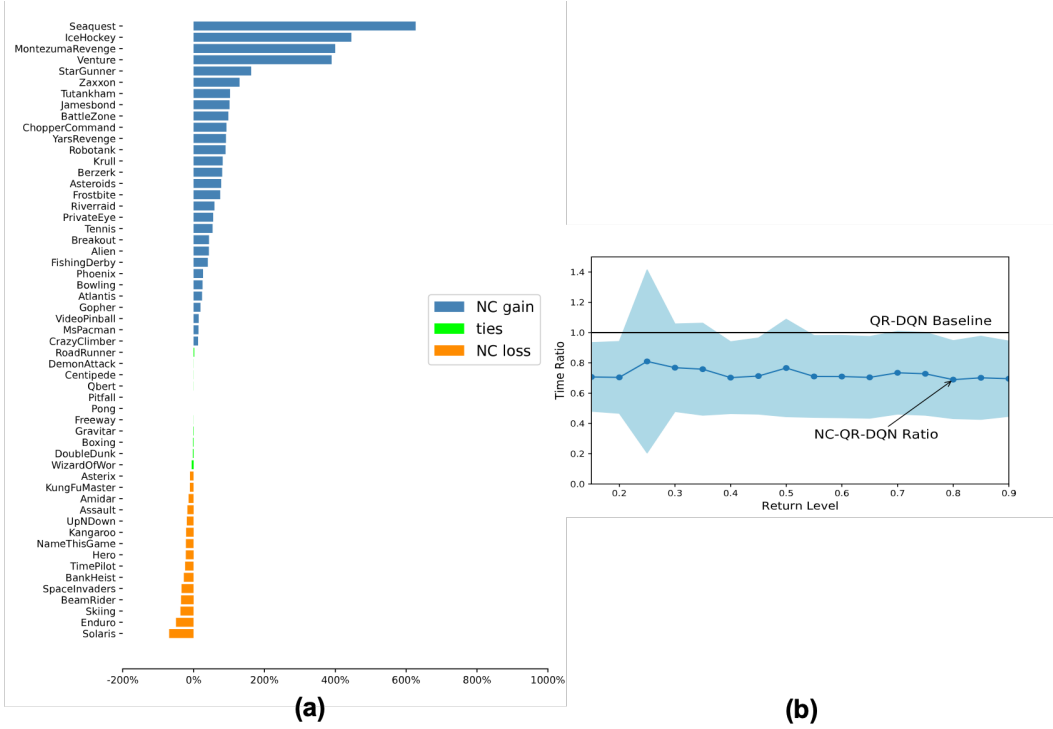 Seaquest
IceHockey
MontezumaRevenge
Venture
StarGunner
Zaxxon
Tutankham
Jamesbond
BattleZone
ChopperCommand
YarsRevenge
Robotank
Krull
Berzerk
Asteroids
Frostbite
Riverraid
PrivateEye
Tennis
Breakout
Alien
FishingDerby
Phoenix
Bowling
Atlantis
Gopher
VideoPinball
MsPacman
CrazyClimber
RoadRunner
DemonAttack
Centipede
Qbert
Pitfall
Pong
Freeway
Gravitar
Boxing
DoubleDunk
WizardOfWor
Asterix
KungFuMaster
Amidar
Assault
UpNDown
Kangaroo
NameThisGame
Hero
TimePilot
BankHeist
SpaceInvaders
BeamRider
Skiing
Enduro
Solaris
-200% 0% 200% 400% 600% 800% 1000%
NC gain
ties
NC loss
(a)
1.4
1.2
1.0
0.8
0.6
0.4
0.2
0.0
Time Ratio
QR-DQN Baseline
NC-QR-DQN Ratio
0.2 0.3 0.4 0.5 0.6 0.7 0.8 0.9
Return Level
(b)